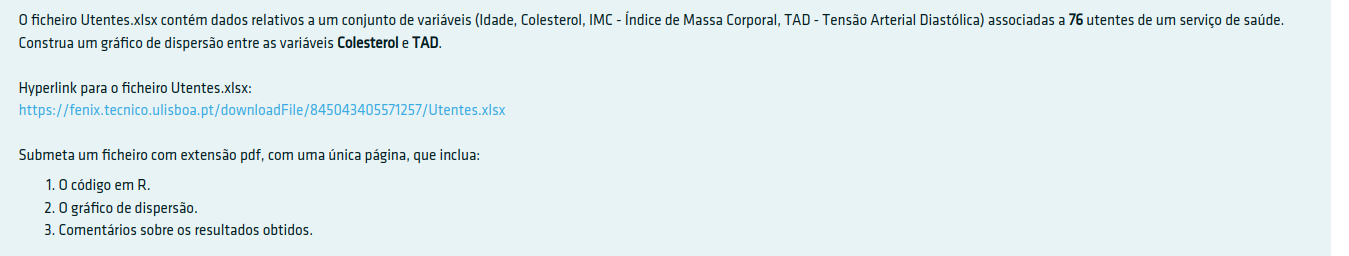 O ficheiro Utentes.xlsx contém dados relativos a um conjunto de variáveis (Idade, Colesterol, IMC - Índice de Massa Corporal, TAD - Tensão Arterial Diastólica) associadas a 76 utentes de um serviço de saúde.
Construa um gráfico de dispersão entre as variáveis Colesterol e TAD.
Hyperlink para o ficheiro Utentes.xlsx:
https://fenix.tecnico.ulisboa.pt/downloadFile/845043405571257/Utentes.xlsx
Submeta um ficheiro com extensão pdf, com uma única página, que inclua:
1. O código em R.
2. O gráfico de dispersão.
3. Comentários sobre os resultados obtidos.